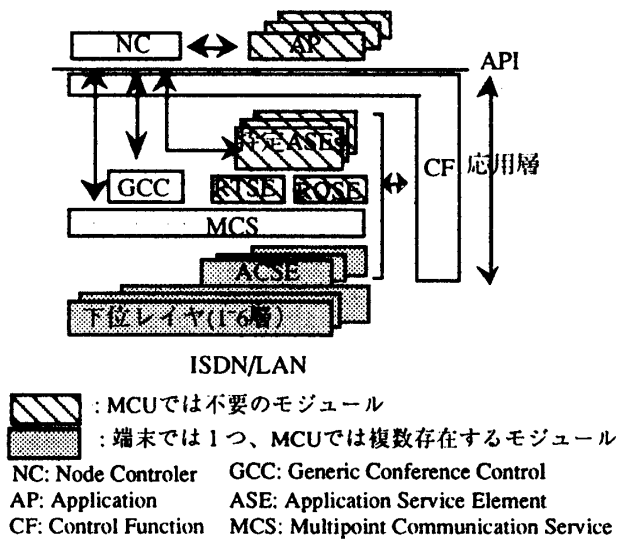 NC
AP
API
特定ASEs
CF
応用層
GCC
RTSE
ROSE
MCS
ACSE
下位レイヤ(1-6層)
ISDN/LAN
: MCUでは不要のモジュール
: 端末では1つ、MCUでは複数存在するモジュール
NC: Node Controler GCC: Generic Conference Control
AP: Application ASE: Application Service Element
CF: Control Function MCS: Multipoint Communication Service